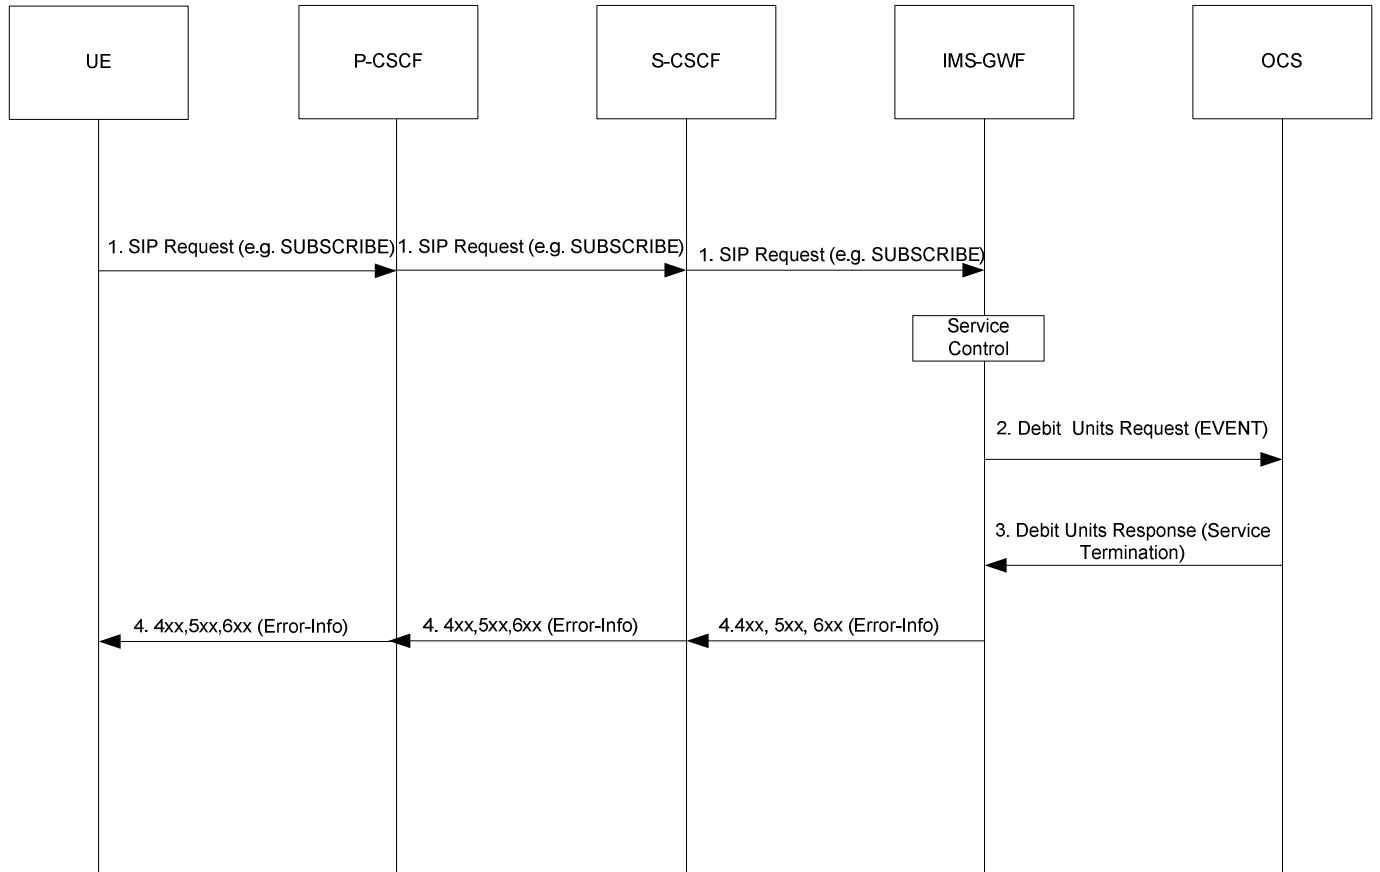 UE
P-CSCF
S-CSCF
IMS-GWF
OCS
1. SIP Request (e.g. SUBSCRIBE)
1. SIP Request (e.g. SUBSCRIBE)
1. SIP Request (e.g. SUBSCRIBE)
Service
Control
2. Debit  Units Request (EVENT)
3. Debit Units Response (Service
Termination)
4. 4xx,5xx,6xx (Error-Info)
4. 4xx,5xx,6xx (Error-Info)
4.4xx, 5xx, 6xx (Error-Info)